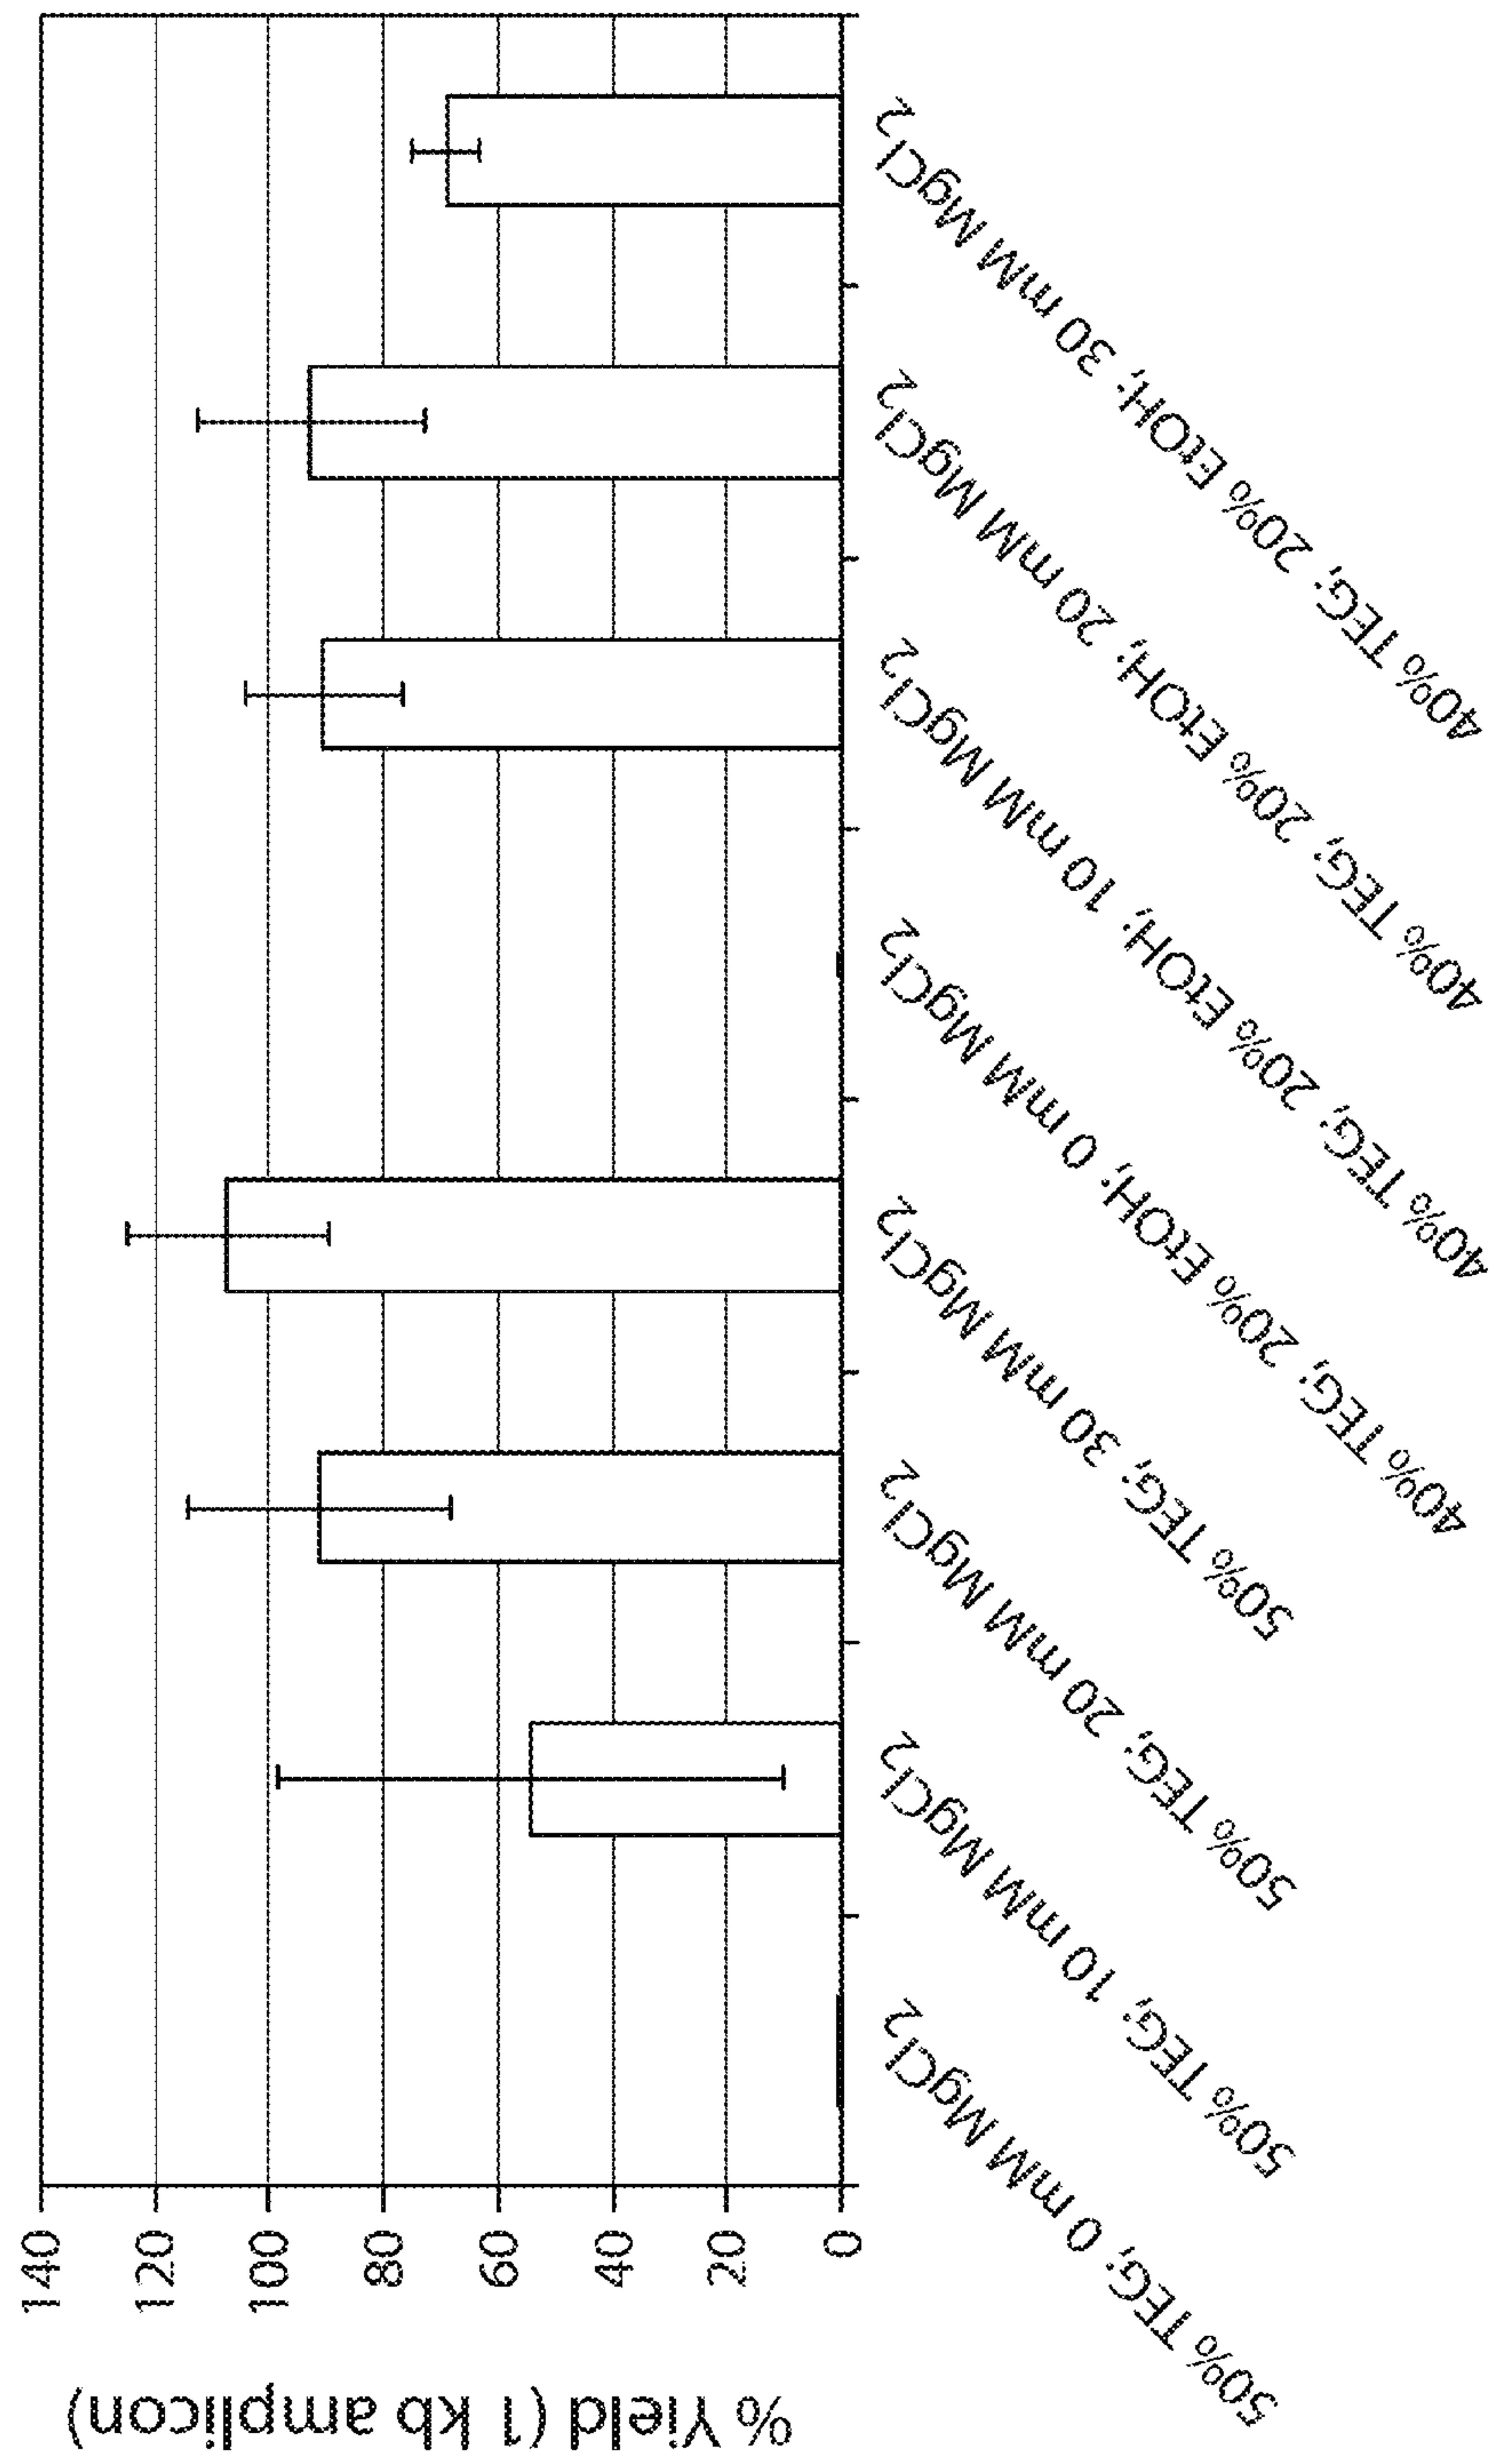 % Yield (1 kb amplicon)
140
120
100
80
60
40
20
0
50% TEG; 0 mM MgCl2
50% TEG; 10 mM MgCl2
50% TEG; 20 mM MgCl2
50% TEG; 30 mM MgCl2
40% TEG; 20% EtOH; 0 mM MgCl2
40% TEG; 20% EtOH; 10 mM MgCl2
40% TEG; 20% EtOH; 20 mM MgCl2
40% TEG; 20% EtOH; 30 mM MgCl2